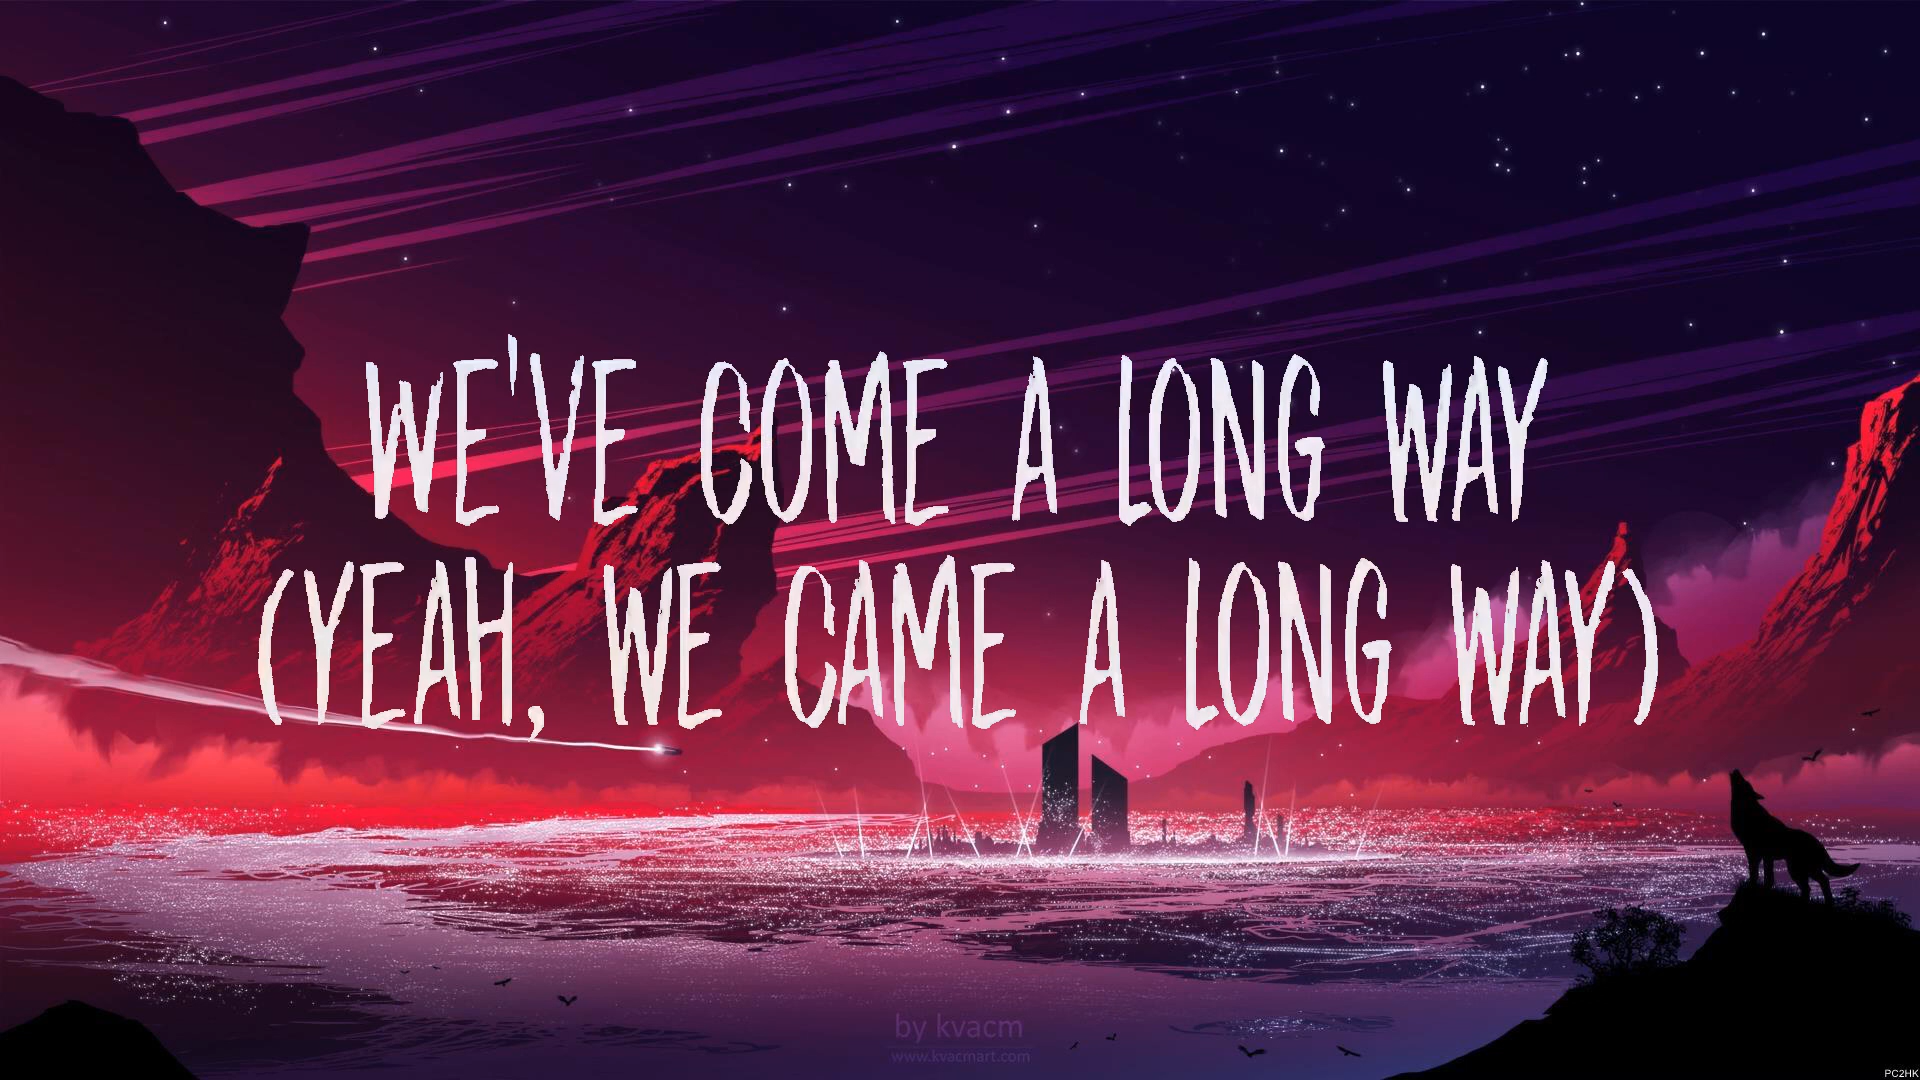 WE'VE COME A LONG WAY
(YEAH, WE CAME A LONG WAY)
by kvacm
www.kvacmart.com
PC2HK